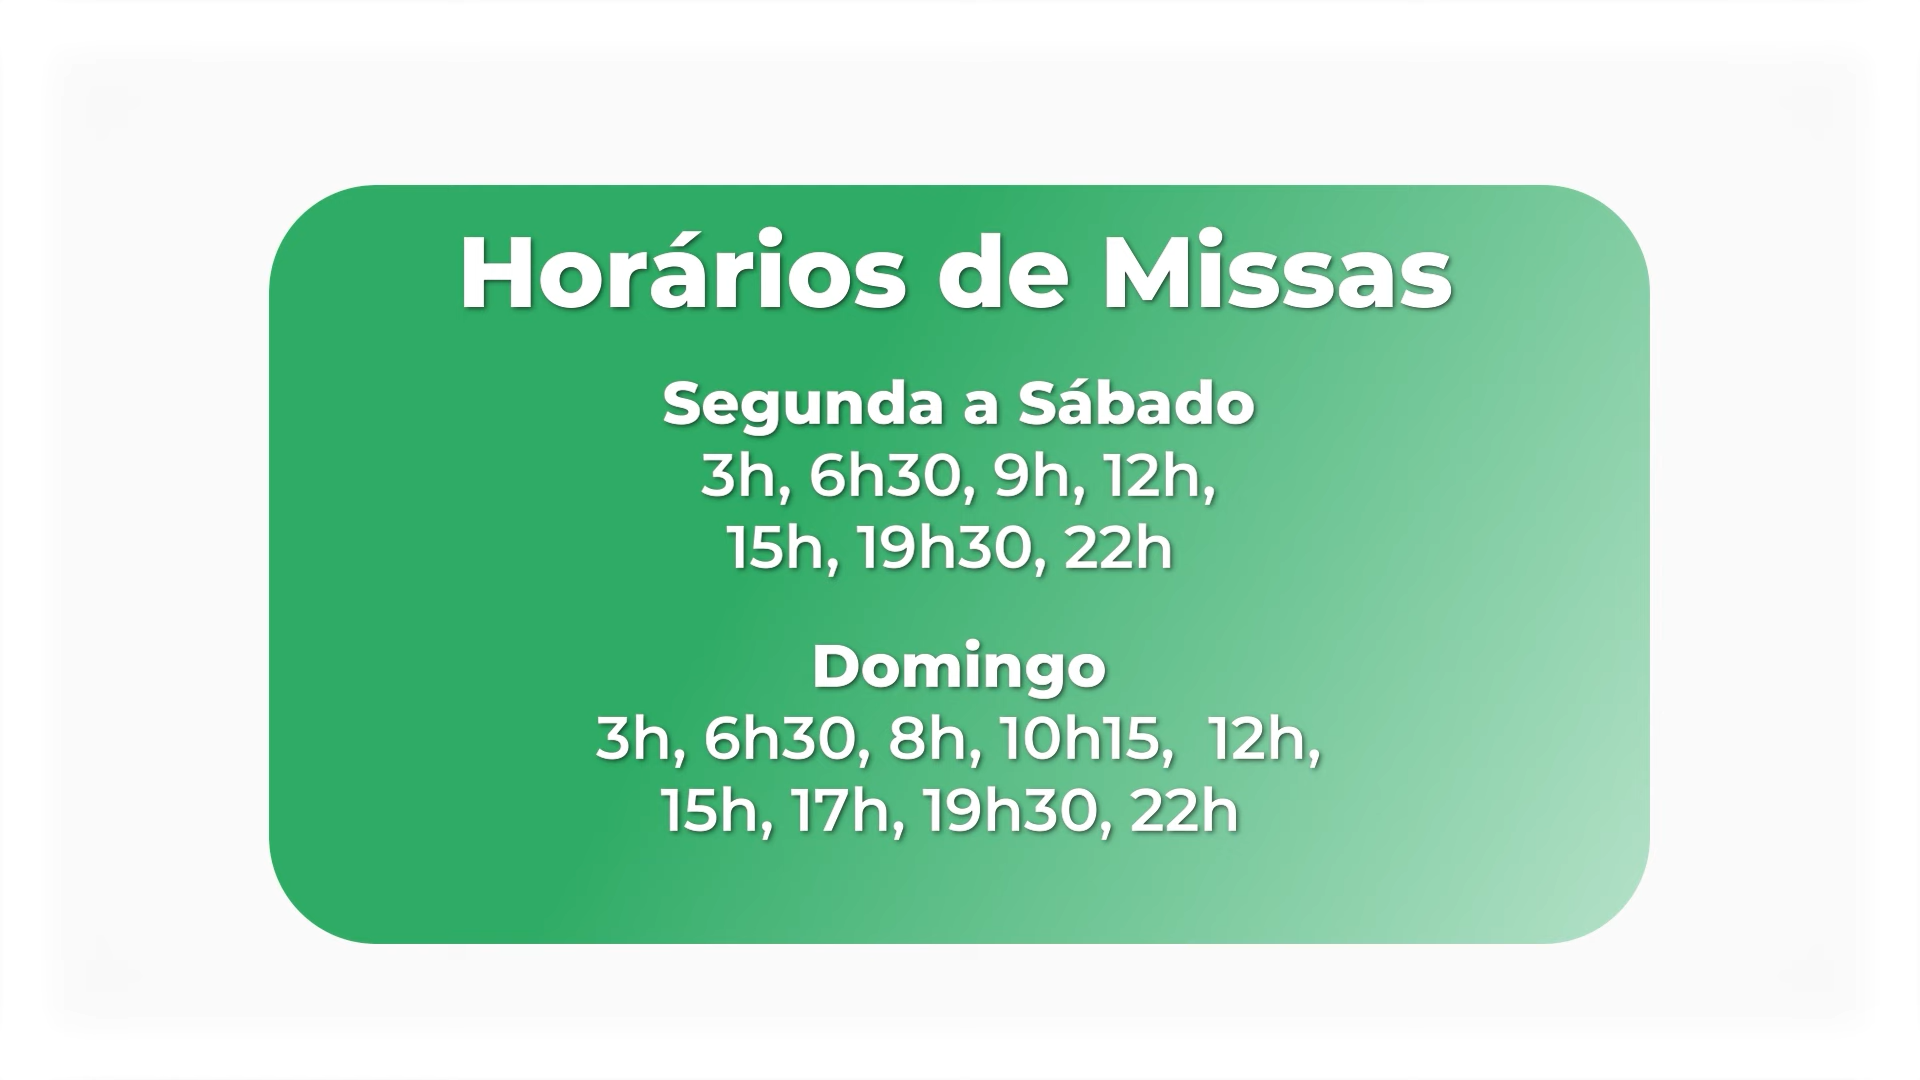 Horários de Missas
Segunda a Sábado
3h, 6h30, 9h, 12h,
15h, 19h30, 22h
Domingo
3h, 6h30, 8h, 10h15,  12h,
15h, 17h, 19h30, 22h